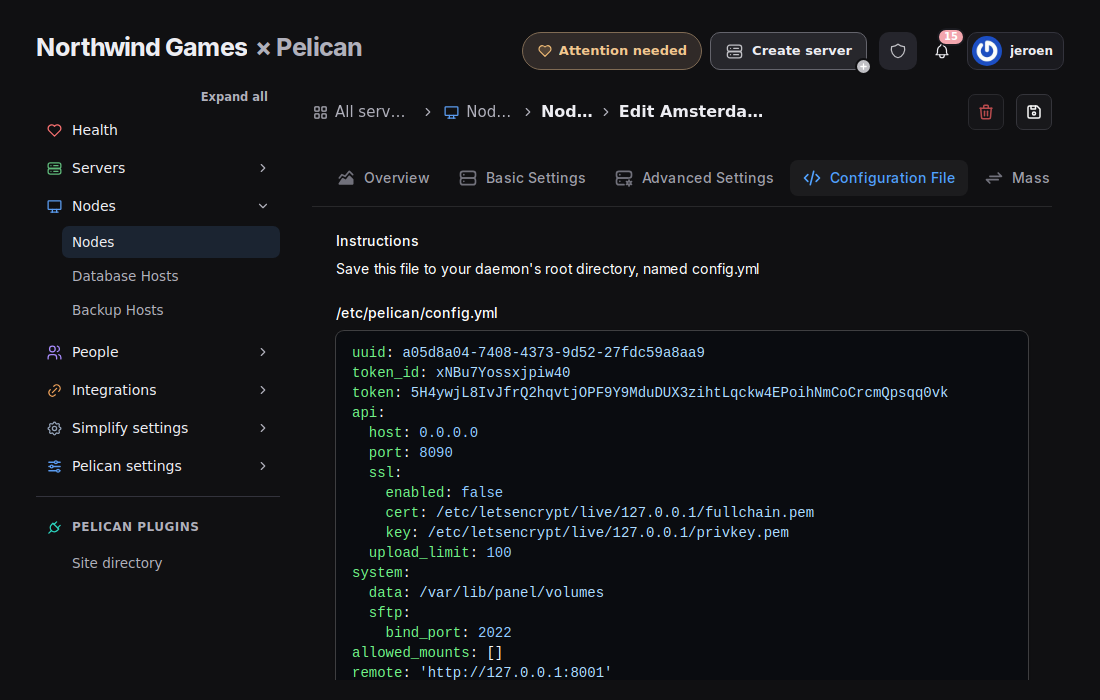 Northwind Games × Pelican
Attention needed
Create server
15
jeroen
Expand all
Health
Servers
Nodes
Nodes
Database Hosts
Backup Hosts
People
Integrations
Simplify settings
Pelican settings
PELICAN PLUGINS
Site directory
All serv... > Nod... > Nod... > Edit Amsterda...
Overview
Basic Settings
Advanced Settings
Configuration File
Mass
Instructions
Save this file to your daemon's root directory, named config.yml
/etc/pelican/config.yml
uuid: a05d8a04-7408-4373-9d52-27fdc59a8aa9
token_id: xNBu7Yossxjpiw40
token: 5H4ywjL8IvJfrQ2hqvtjOPF9Y9MduDUX3zihtLqckw4EPoihNmCoCrcmQpsqq0vk
api:
  host: 0.0.0.0
  port: 8090
  ssl:
    enabled: false
    cert: /etc/letsencrypt/live/127.0.0.1/fullchain.pem
    key: /etc/letsencrypt/live/127.0.0.1/privkey.pem
  upload_limit: 100
system:
  data: /var/lib/panel/volumes
  sftp:
    bind_port: 2022
allowed_mounts: []
remote: 'http://127.0.0.1:8001'